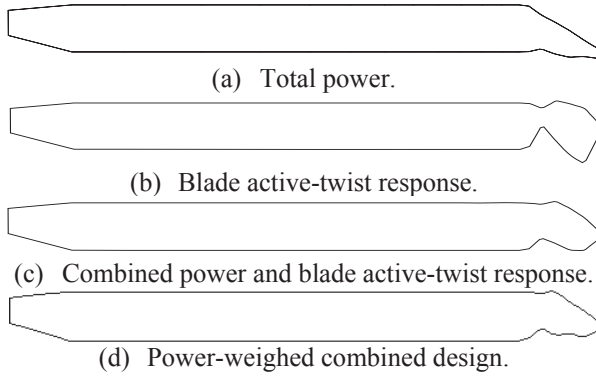 (a) Total power.
(b) Blade active-twist response.
(c) Combined power and blade active-twist response.
(d) Power-weighed combined design.